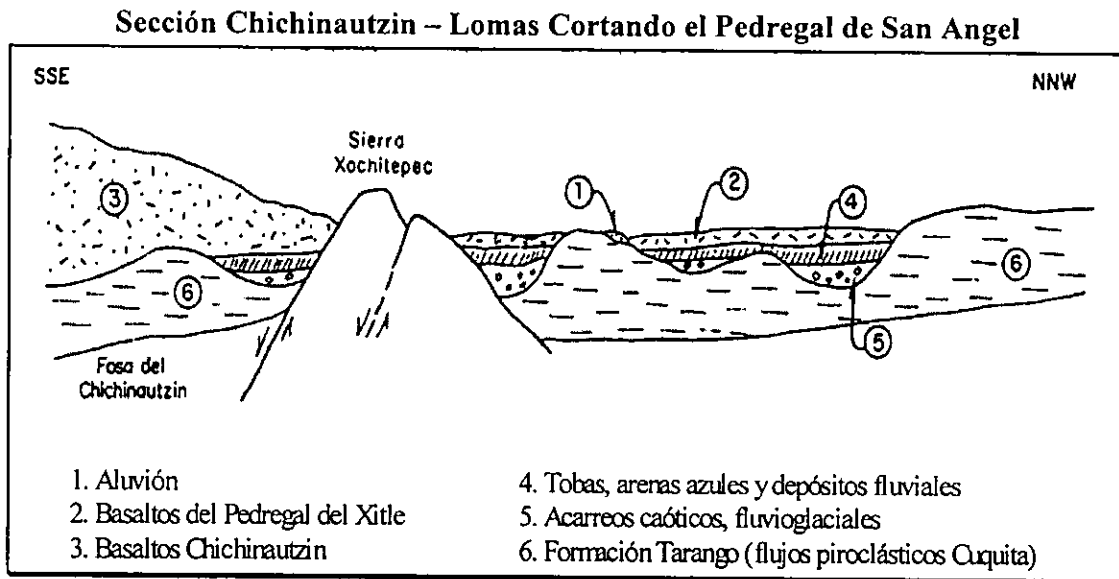 Sección Chichinautzin – Lomas Cortando el Pedregal de San Angel
SSE
NNW
Sierra
Xochitepec
1
2
3
4
6
6
5
Fosa del
Chichinautzin
1. Aluvión
2. Basaltos del Pedregal del Xitle
3. Basaltos Chichinautzin
4. Tobas, arenas azules y depósitos fluviales
5. Acarreos caóticos, fluvioglaciales
6. Formación Tarango (flujos piroclásticos Cuquita)